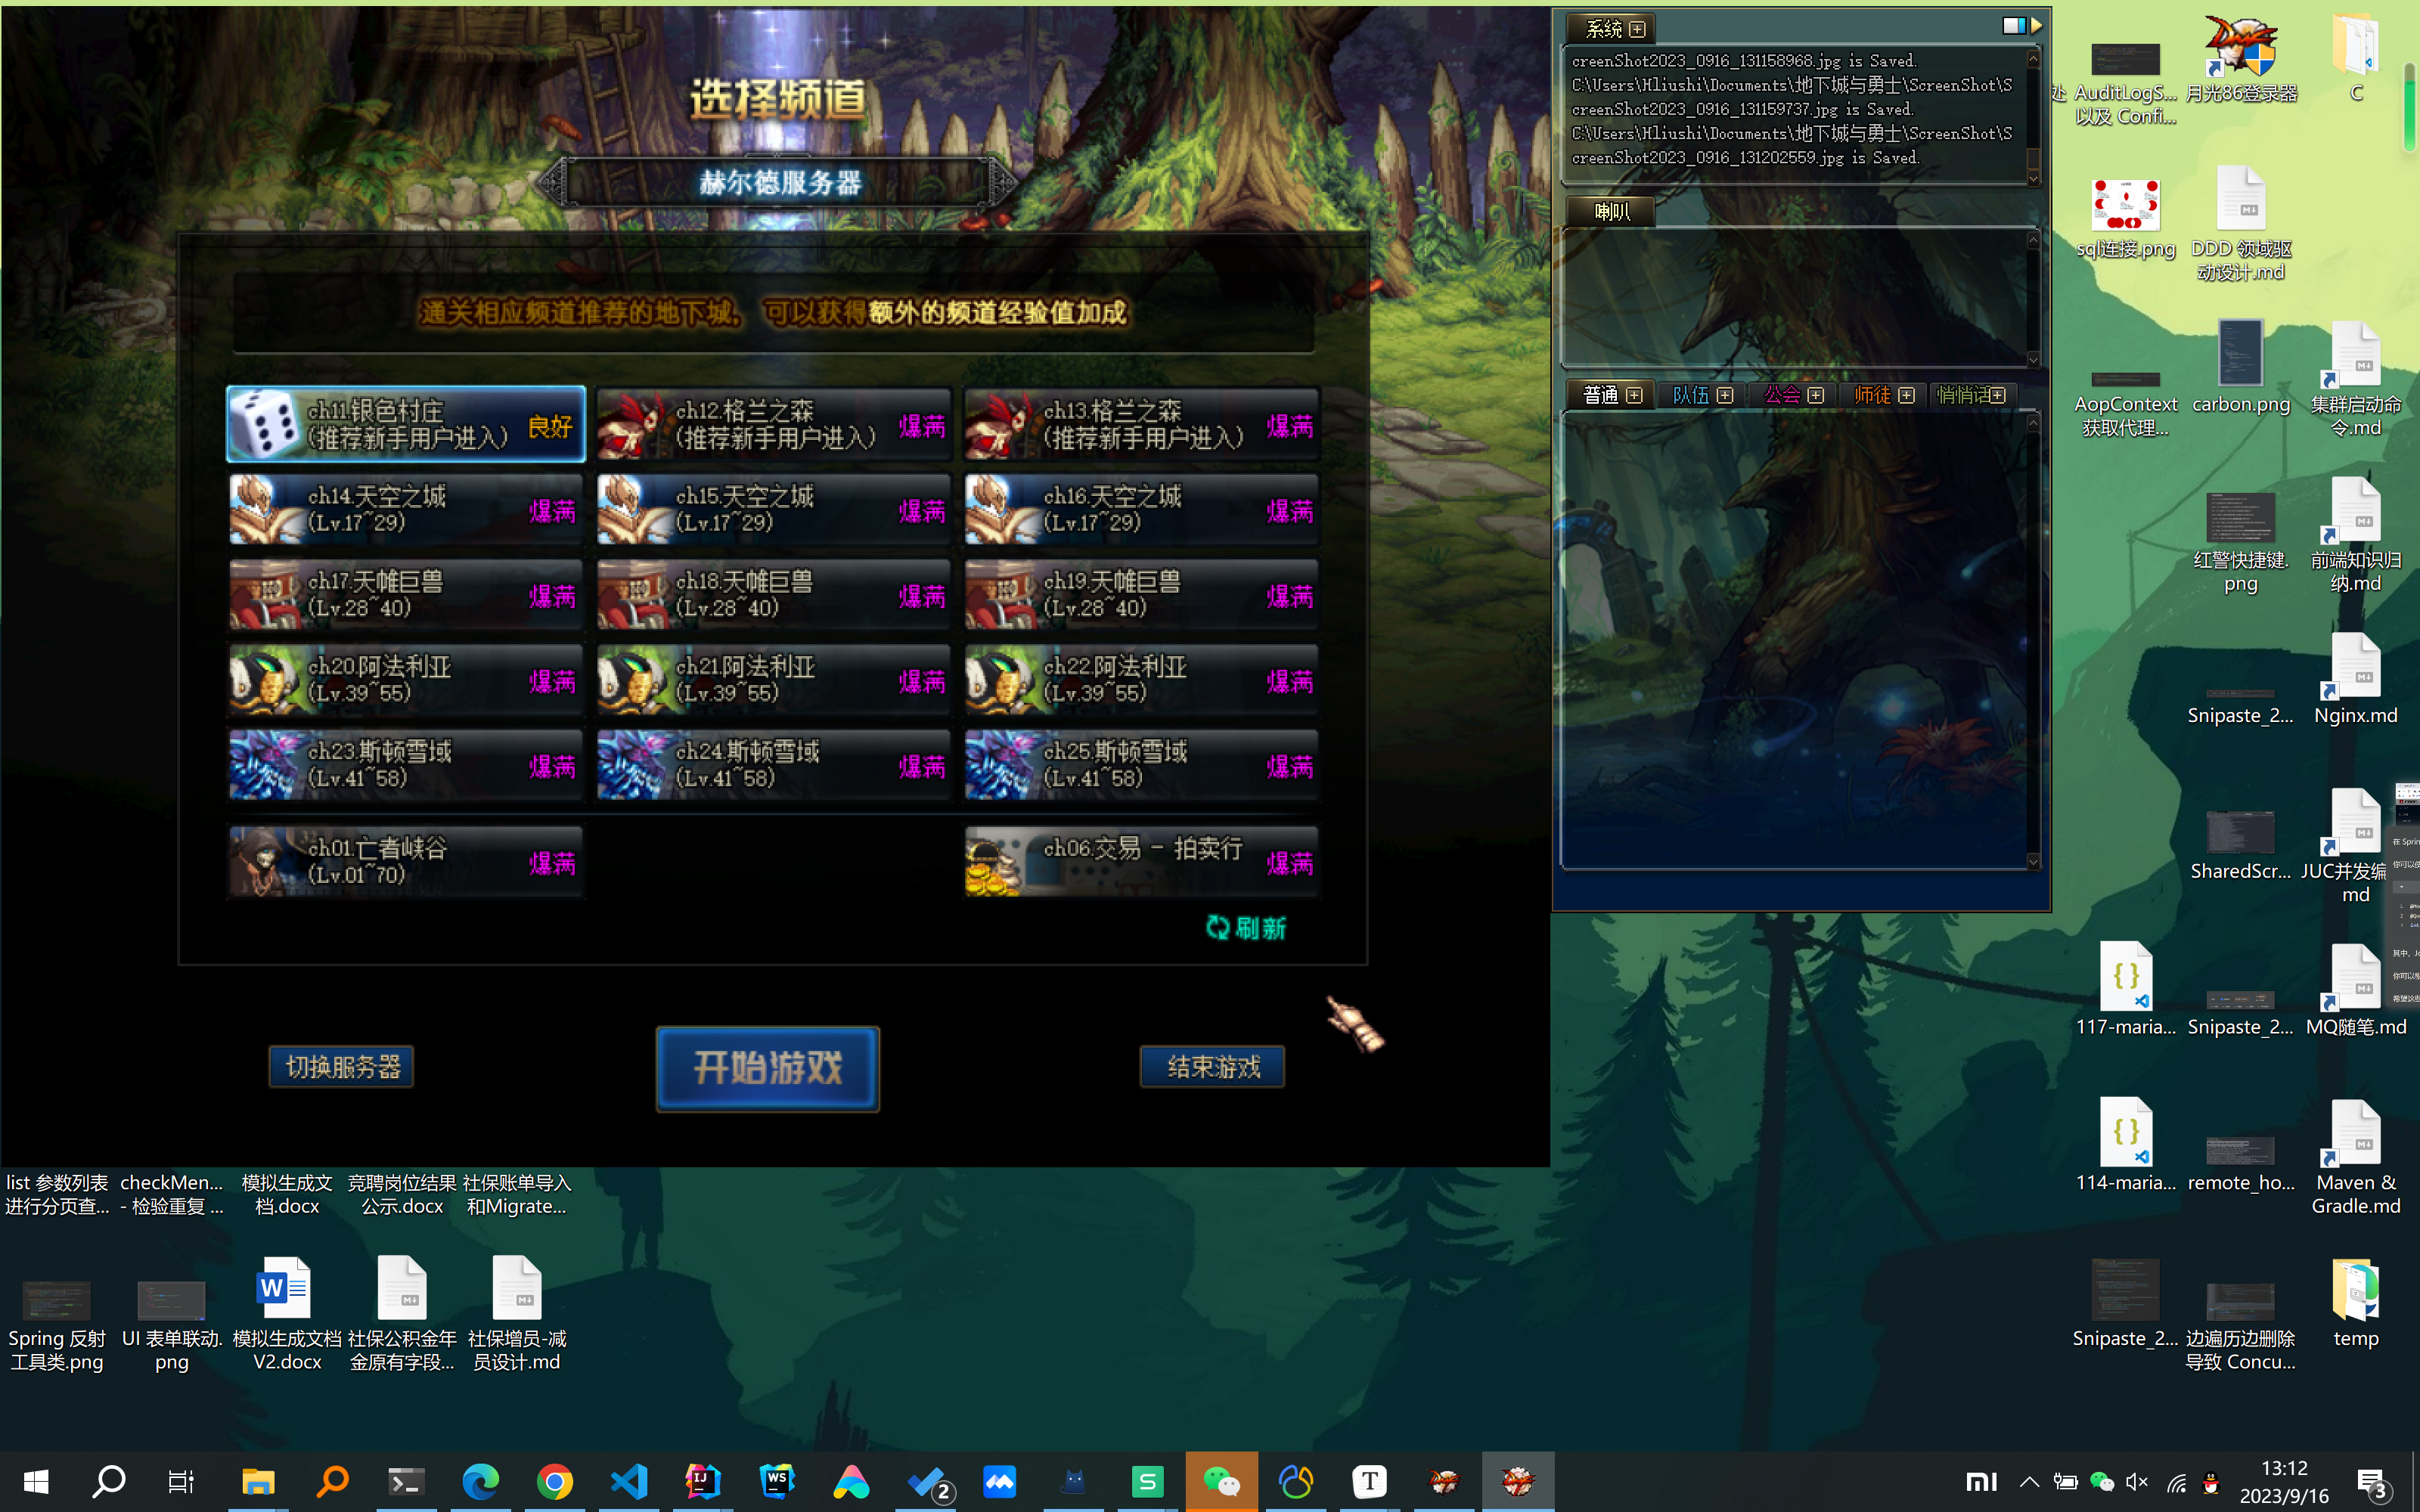 选择频道
赫尔德服务器
通关相应频道推荐的地下城, 可以获得额外的频道经验值加成
ch11.银色村庄
(推荐新手用户进入)
良好
ch12.格兰之森
(推荐新手用户进入)
爆满
ch13.格兰之森
(推荐新手用户进入)
爆满
ch14.天空之城
(Lv.17~29)
爆满
ch15.天空之城
(Lv.17~29)
爆满
ch16.天空之城
(Lv.17~29)
爆满
ch17.天帷巨兽
(Lv.28~40)
爆满
ch18.天帷巨兽
(Lv.28~40)
爆满
ch19.天帷巨兽
(Lv.28~40)
爆满
ch20.阿法利亚
(Lv.39~55)
爆满
ch21.阿法利亚
(Lv.39~55)
爆满
ch22.阿法利亚
(Lv.39~55)
爆满
ch23.斯顿雪域
(Lv.41~58)
爆满
ch24.斯顿雪域
(Lv.41~58)
爆满
ch25.斯顿雪域
(Lv.41~58)
爆满
ch01.亡者峡谷
(Lv.01~70)
爆满
ch06.交易 - 拍卖行
爆满
刷新
切换服务器
开始游戏
结束游戏
系统
creenShot2023_0916_131158968.jpg is Saved.
C:\Users\Hliushi\Documents\地下城与勇士\ScreenShot\S
creenShot2023_0916_131159737.jpg is Saved.
C:\Users\Hliushi\Documents\地下城与勇士\ScreenShot\S
creenShot2023_0916_131202559.jpg is Saved.
喇叭
普通
队伍
公会
师徒
悄悄话
处
AuditLogS...
以及 Confi...
月光86登录器
C
sql连接.png
DDD 领域驱
动设计.md
AopContext
获取代理...
carbon.png
集群启动命
令.md
红警快捷键.
png
前端知识归
纳.md
Snipaste_2...
Nginx.md
SharedScr...
JUC并发编
md
在 Sprin
你可以使
117-maria...
Snipaste_2...
MQ随笔.md
114-maria...
remote_ho...
Maven &
Gradle.md
Snipaste_2...
边遍历边删除
导致 Concu...
temp
list 参数列表
进行分页查...
checkMen...
- 检验重复 ...
模拟生成文
档.docx
竞聘岗位结果
公示.docx
社保账单导入
和Migrate...
Spring 反射
工具类.png
UI 表单联动.
png
模拟生成文档
V2.docx
社保公积金年
金原有字段...
社保增员-减
员设计.md
13:12
2023/9/16
3
2